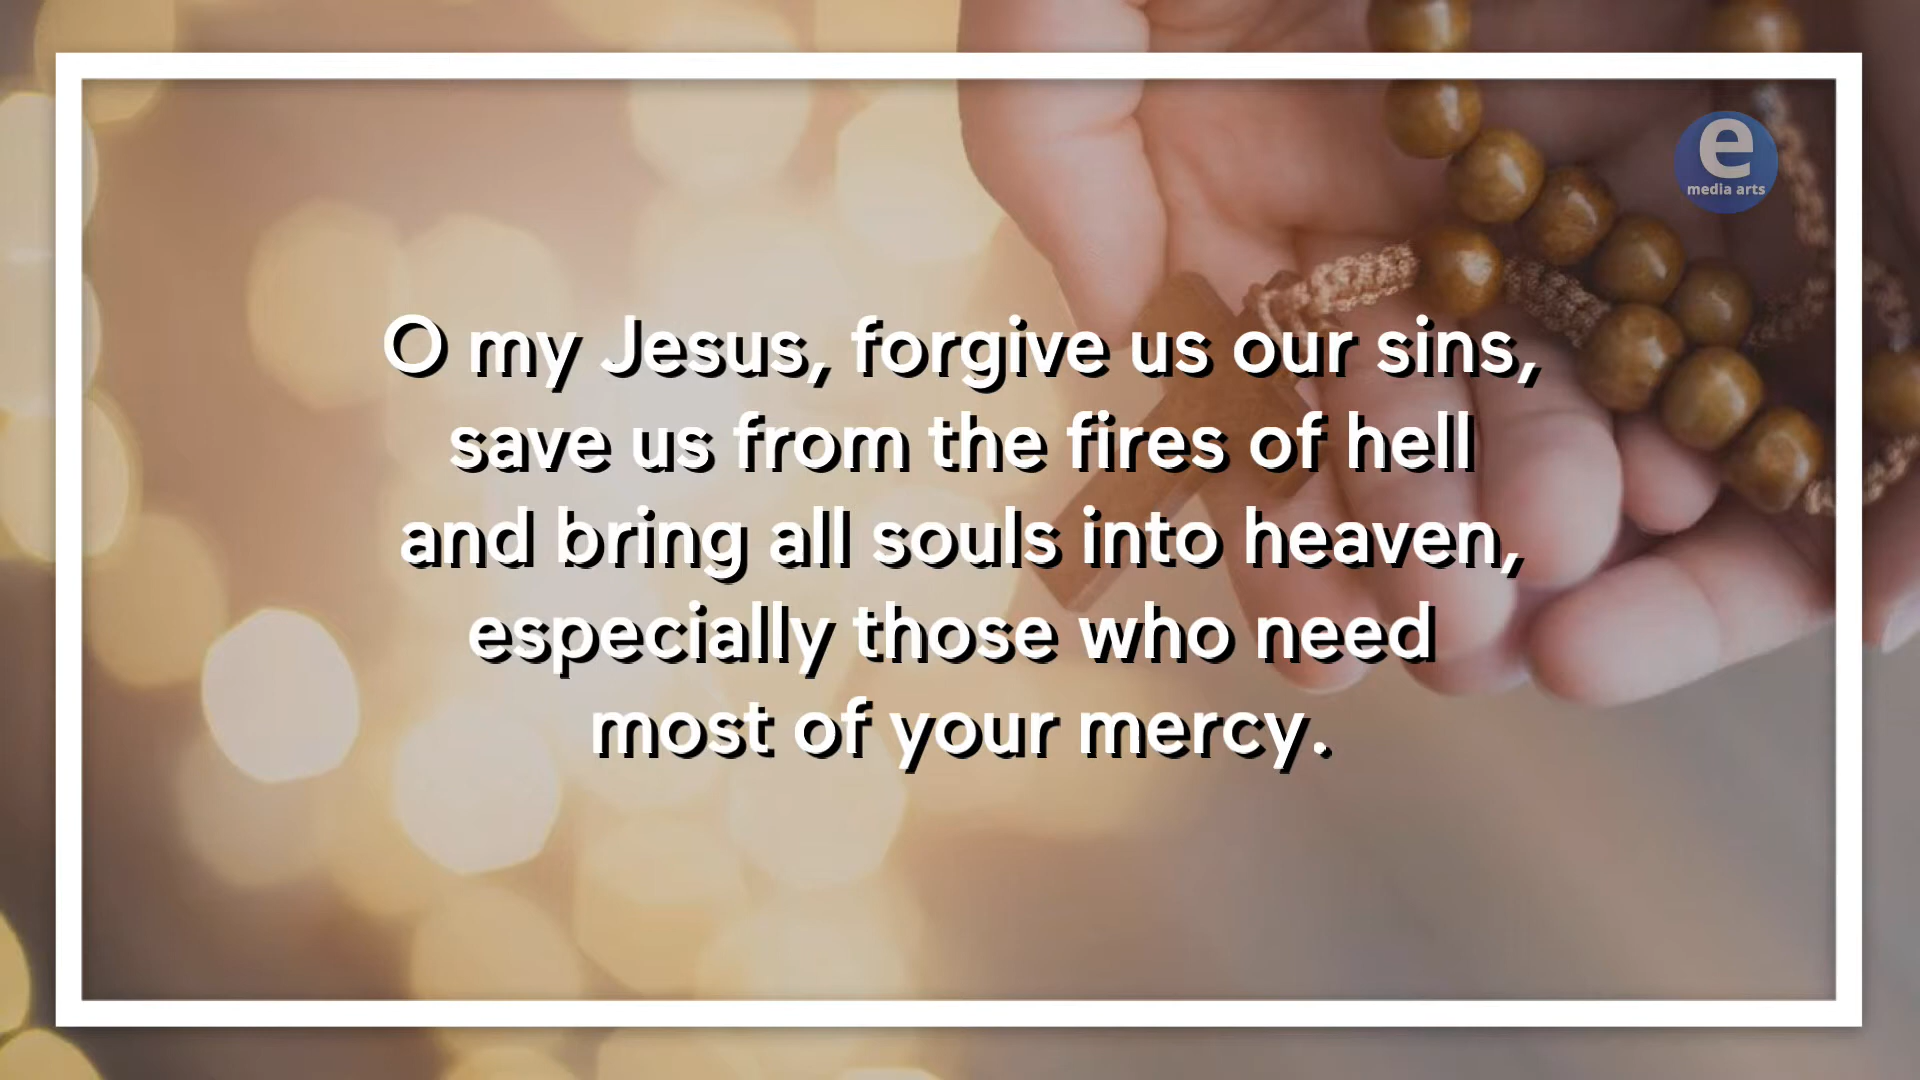 e
media arts
O my Jesus, forgive us our sins,
save us from the fires of hell
and bring all souls into heaven,
especially those who need
most of your mercy.